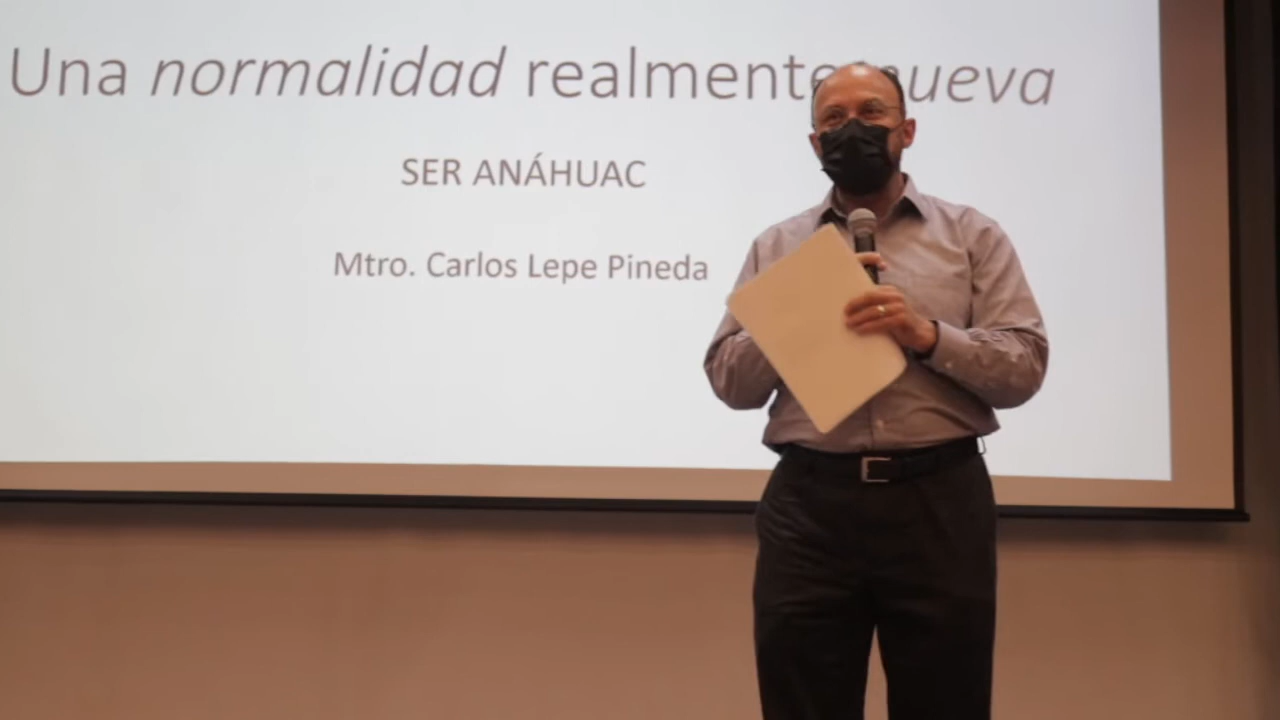 Una normalidad realmente nueva
SER ANÁHUAC
Mtro. Carlos Lepe Pineda